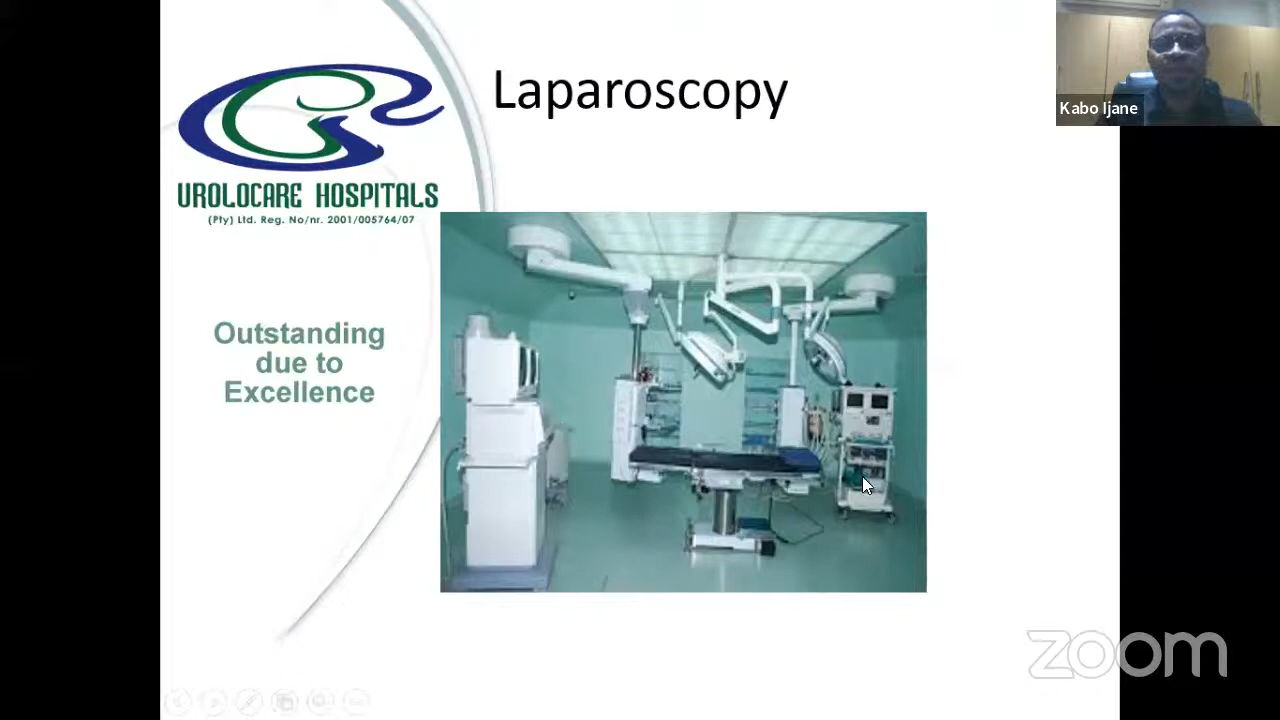 Laparoscopy
UROLOCARE HOSPITALS
(Pty) Ltd. Reg. No/nr. 2001/005764/07
Outstanding
due to
Excellence
Kabo Ijane
zoom